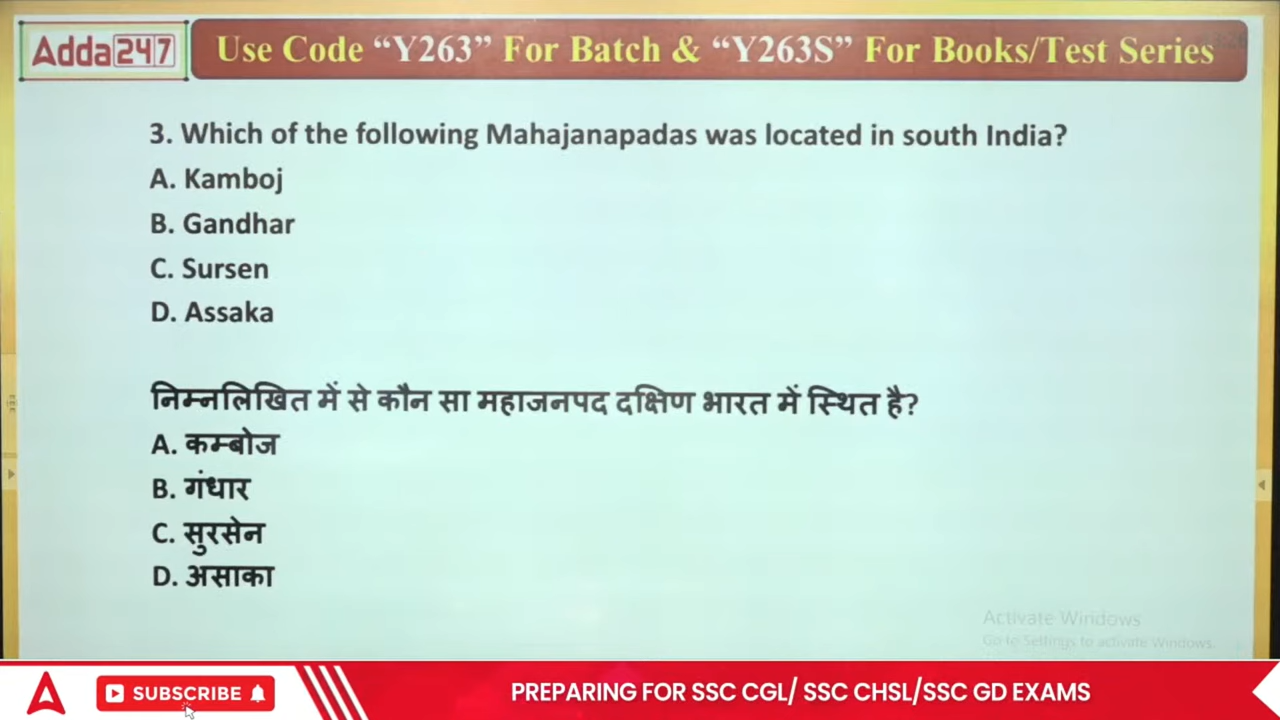 Adda247
Use Code “Y263” For Batch & “Y263S” For Books/Test Series
3. Which of the following Mahajanapadas was located in south India?
A. Kamboj
B. Gandhar
C. Sursen
D. Assaka
निम्नलिखित में से कौन सा महाजनपद दक्षिण भारत में स्थित है?
A. कम्बोज
B. गंधार
C. सुरसेन
D. असाका
Activate Windows
Go to Settings to activate Windows.
SUBSCRIBE
PREPARING FOR SSC CGL/ SSC CHSL/SSC GD EXAMS